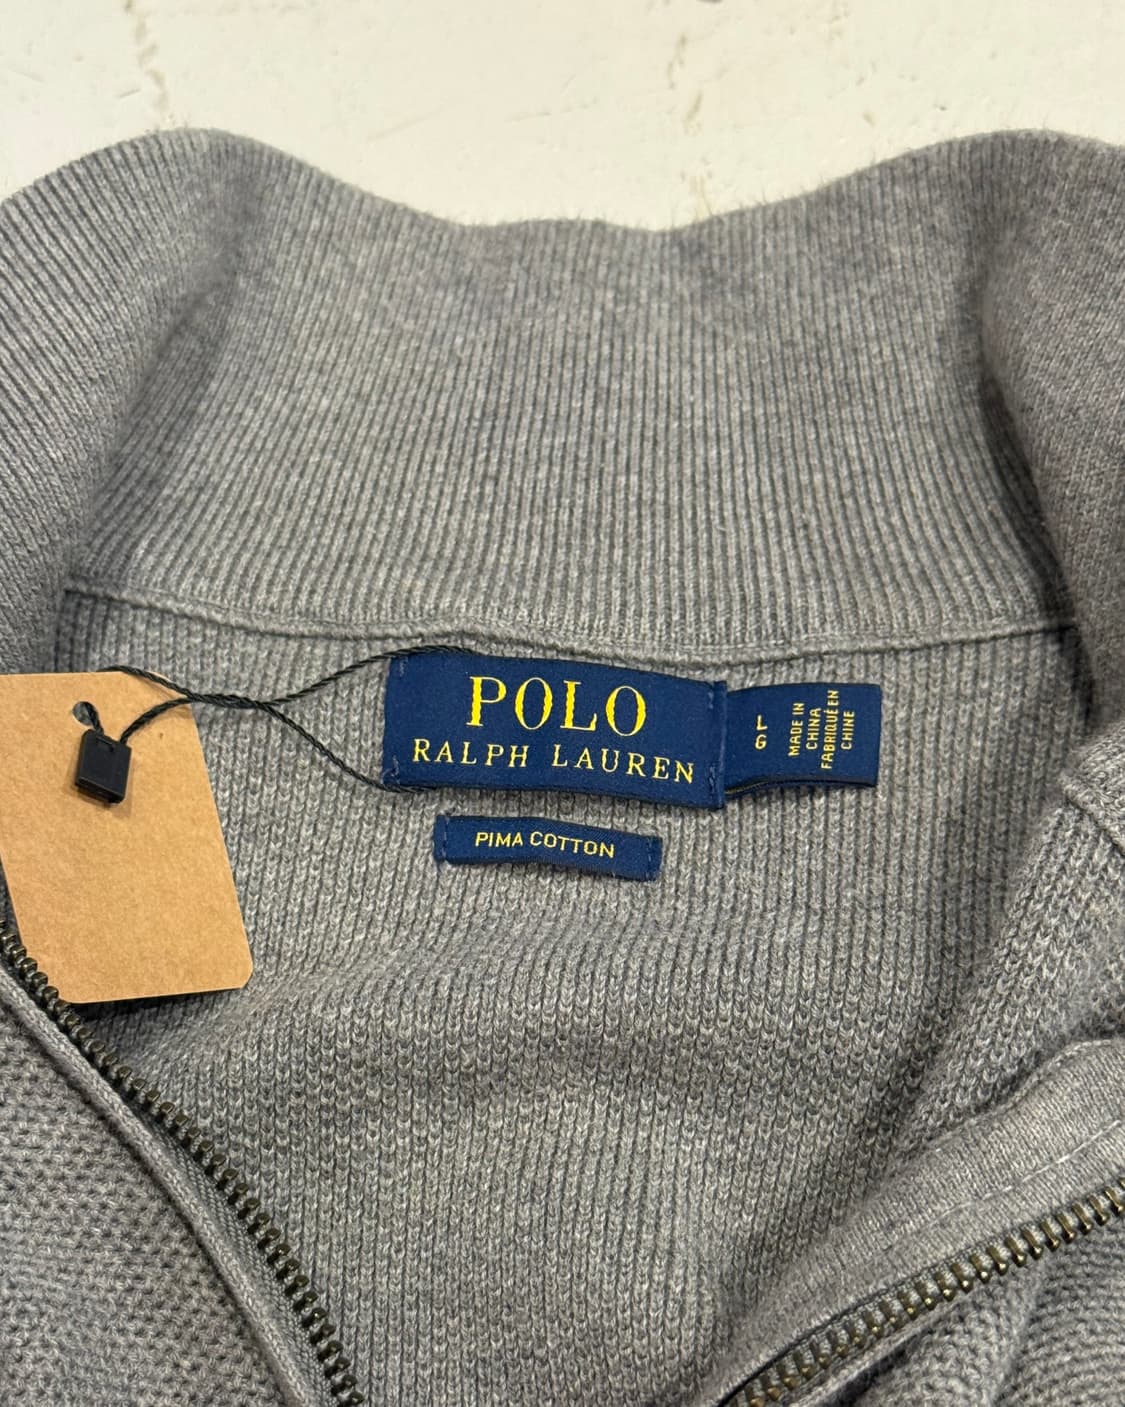 POLO
RALPH LAUREN
L
G
MADE IN
CHINA
FABRIQUÉ EN
CHINE
PIMA COTTON